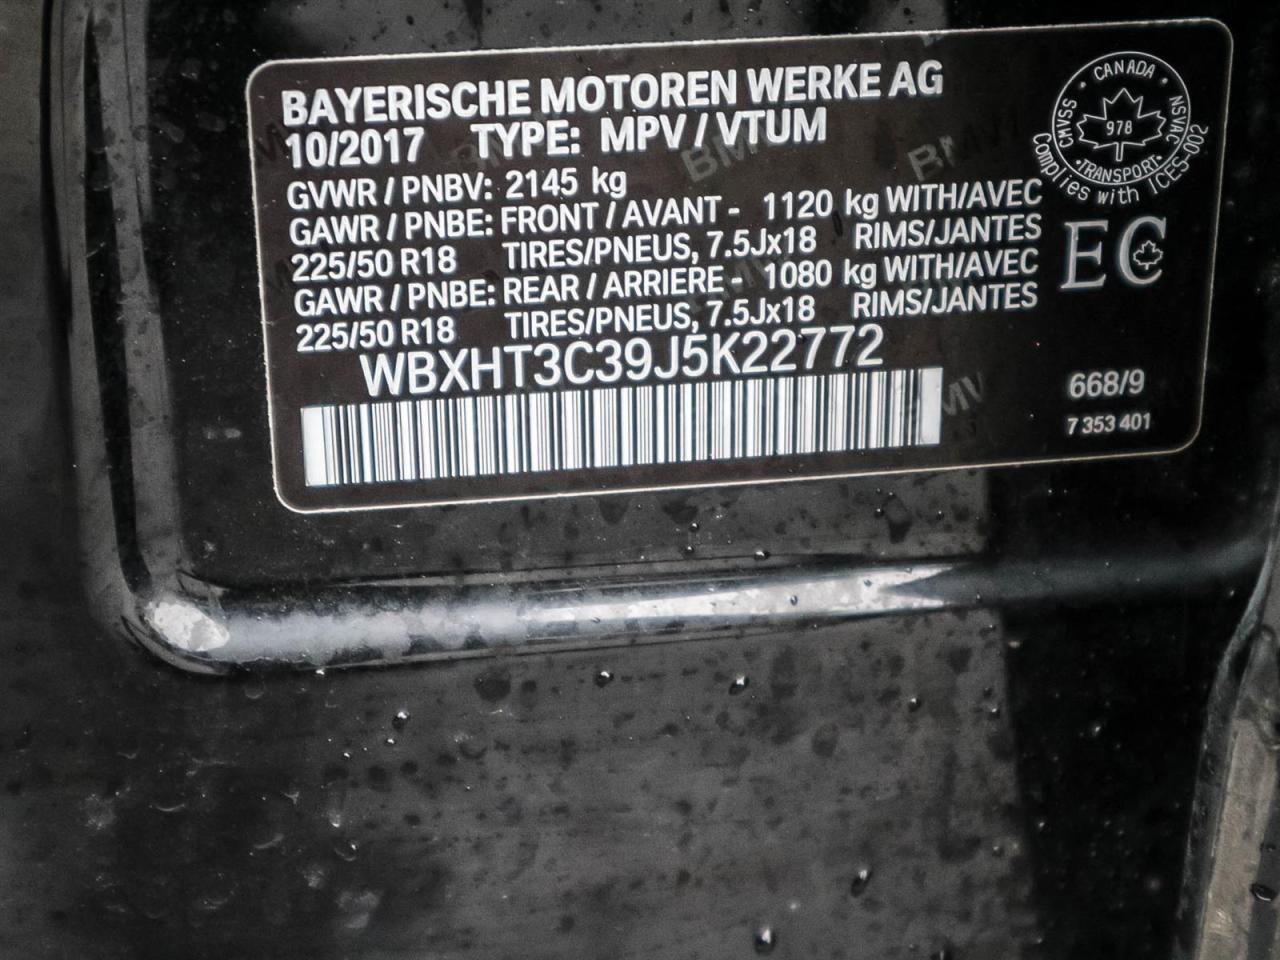 BAYERISCHE MOTOREN WERKE AG
10/2017 TYPE: MPV / VTUM
GVWR / PNBV: 2145 kg
GAWR / PNBE: FRONT / AVANT - 1120 kg WITH/AVEC
225/50 R18 TIRES/PNEUS, 7.5Jx18 RIMS/JANTES
GAWR / PNBE: REAR / ARRIERE - 1080 kg WITH/AVEC
225/50 R18 TIRES/PNEUS, 7.5Jx18 RIMS/JANTES
WBXHT3C39J5K22772
CANADA
CMVSS
NSVAC
978
TRANSPORT
Complies with ICES-002
EC
668/9
7 353 401
BMW
BMW
BMW